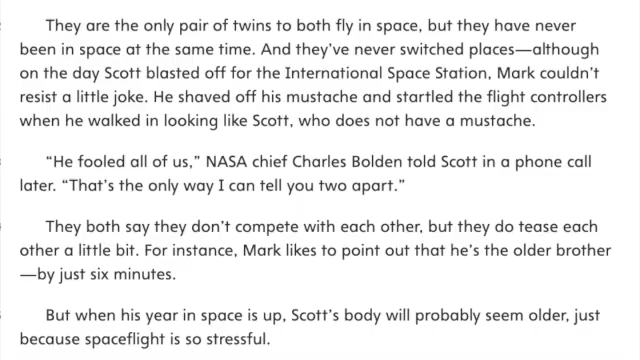 They are the only pair of twins to both fly in space, but they have never
been in space at the same time. And they’ve never switched places—although
on the day Scott blasted off for the International Space Station, Mark couldn’t
resist a little joke. He shaved off his mustache and startled the flight controllers
when he walked in looking like Scott, who does not have a mustache.
“He fooled all of us,” NASA chief Charles Bolden told Scott in a phone call
later. “That’s the only way I can tell you two apart.”
They both say they don’t compete with each other, but they do tease each
other a little bit. For instance, Mark likes to point out that he’s the older brother
—by just six minutes.
But when his year in space is up, Scott’s body will probably seem older, just
because spaceflight is so stressful.